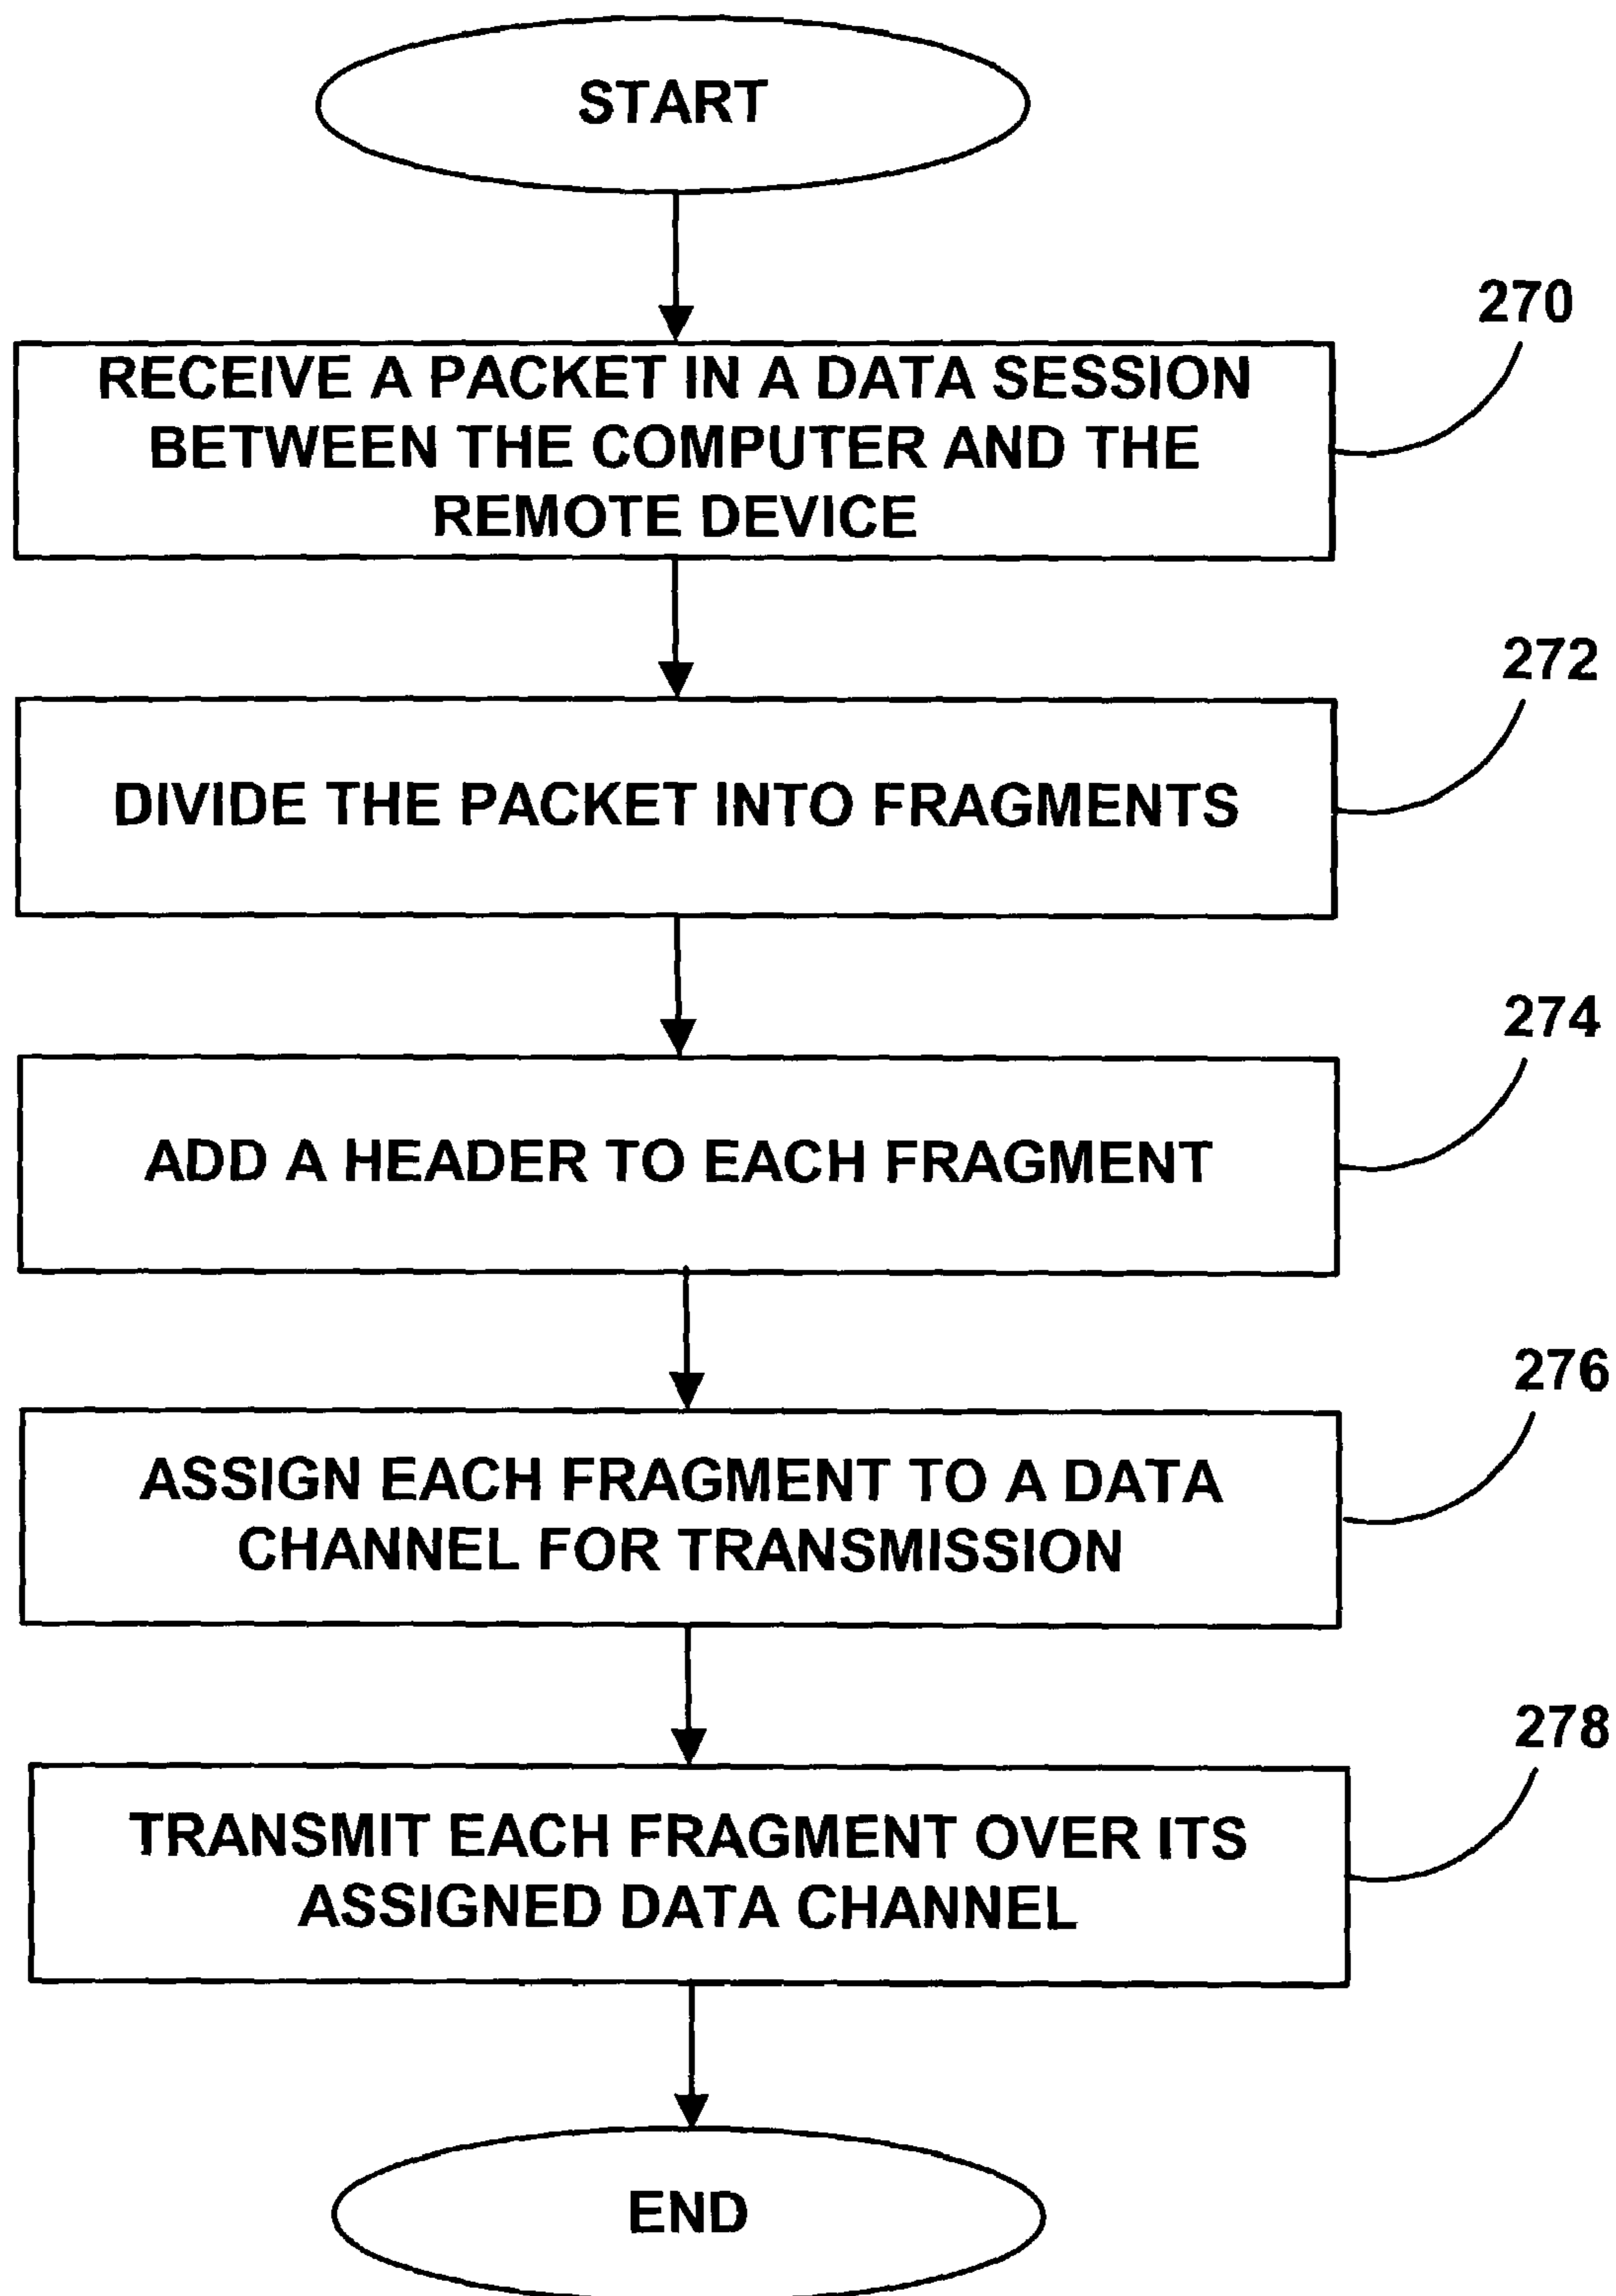 START
270
RECEIVE A PACKET IN A DATA SESSION
BETWEEN THE COMPUTER AND THE
REMOTE DEVICE
272
DIVIDE THE PACKET INTO FRAGMENTS
274
ADD A HEADER TO EACH FRAGMENT
276
ASSIGN EACH FRAGMENT TO A DATA
CHANNEL FOR TRANSMISSION
278
TRANSMIT EACH FRAGMENT OVER ITS
ASSIGNED DATA CHANNEL
END